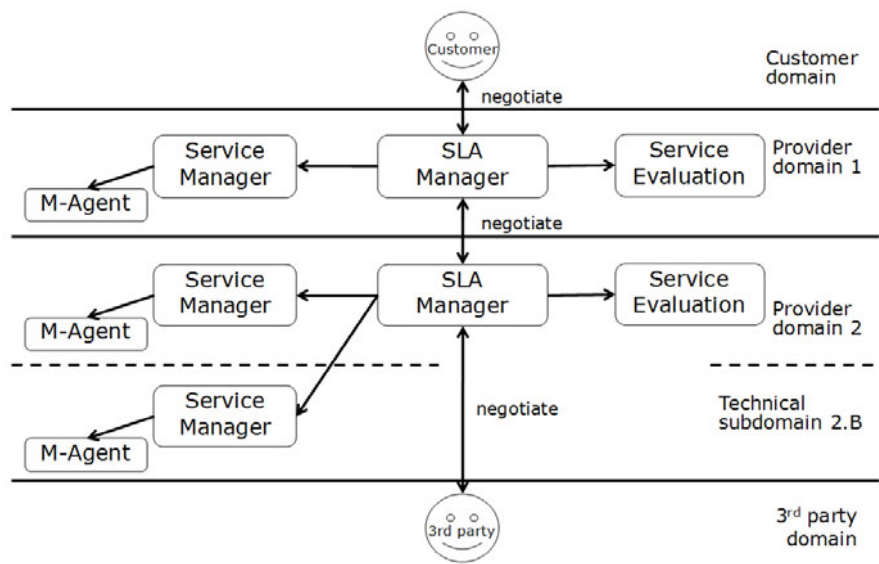 Customer
Customer
domain
negotiate
Service
Manager
SLA
Manager
Service
Evaluation
Provider
domain 1
M-Agent
negotiate
Service
Manager
SLA
Manager
Service
Evaluation
Provider
domain 2
M-Agent
Service
Manager
negotiate
Technical
subdomain 2.B
M-Agent
3rd party
3rd party
domain